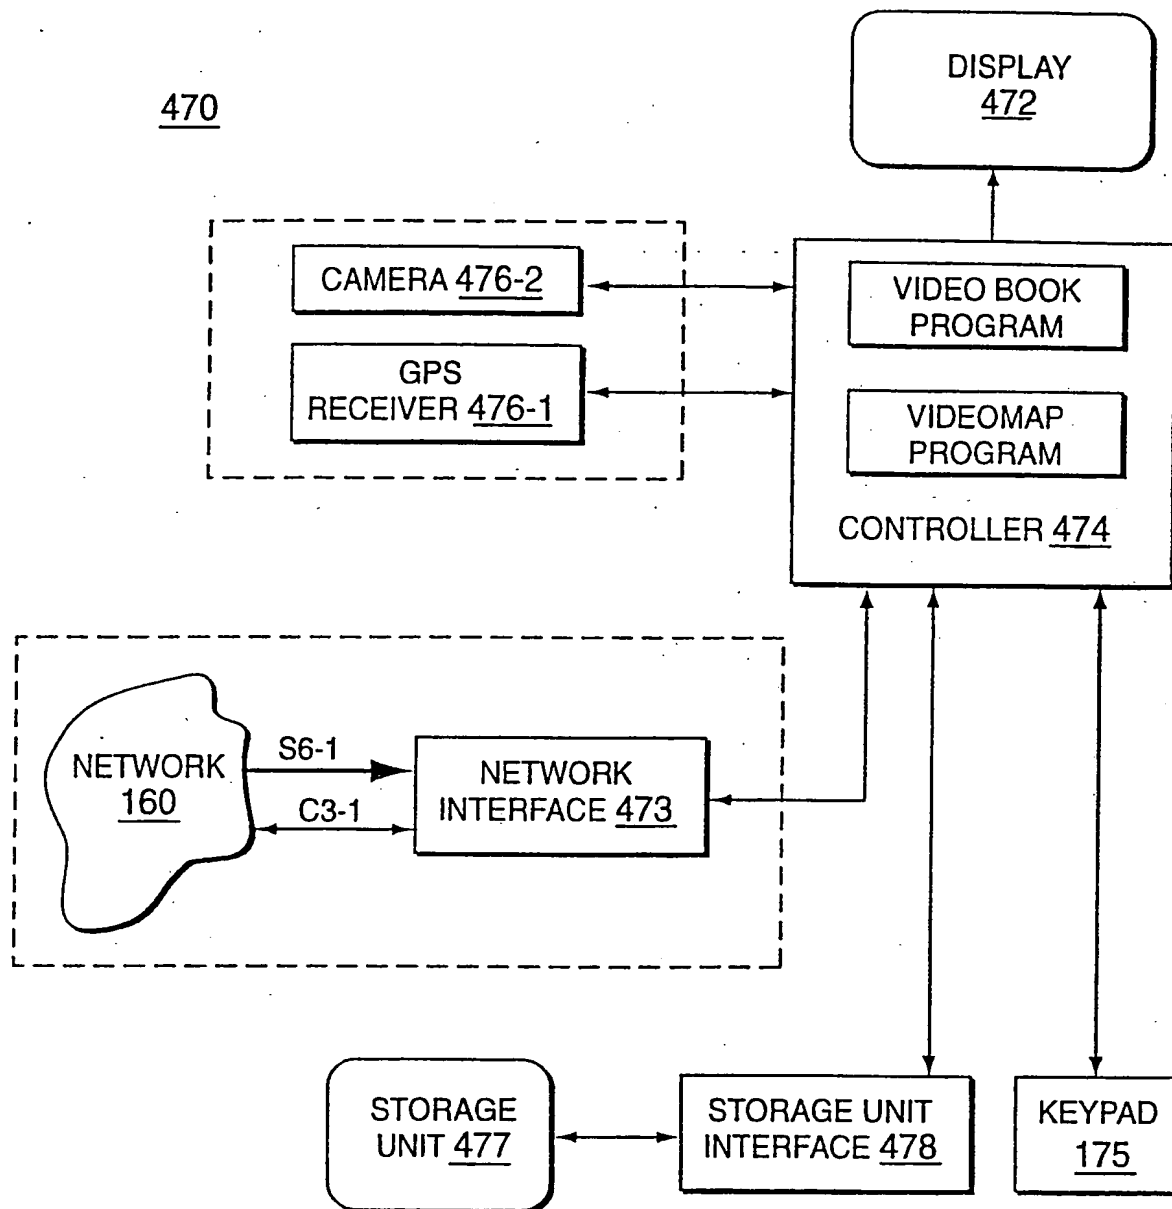 DISPLAY
472
470
CAMERA 476-2
GPS
RECEIVER 476-1
VIDEO BOOK
PROGRAM
VIDEOMAP
PROGRAM
CONTROLLER 474
NETWORK
160
S6-1
C3-1
NETWORK
INTERFACE 473
STORAGE
UNIT 477
STORAGE UNIT
INTERFACE 478
KEYPAD
175